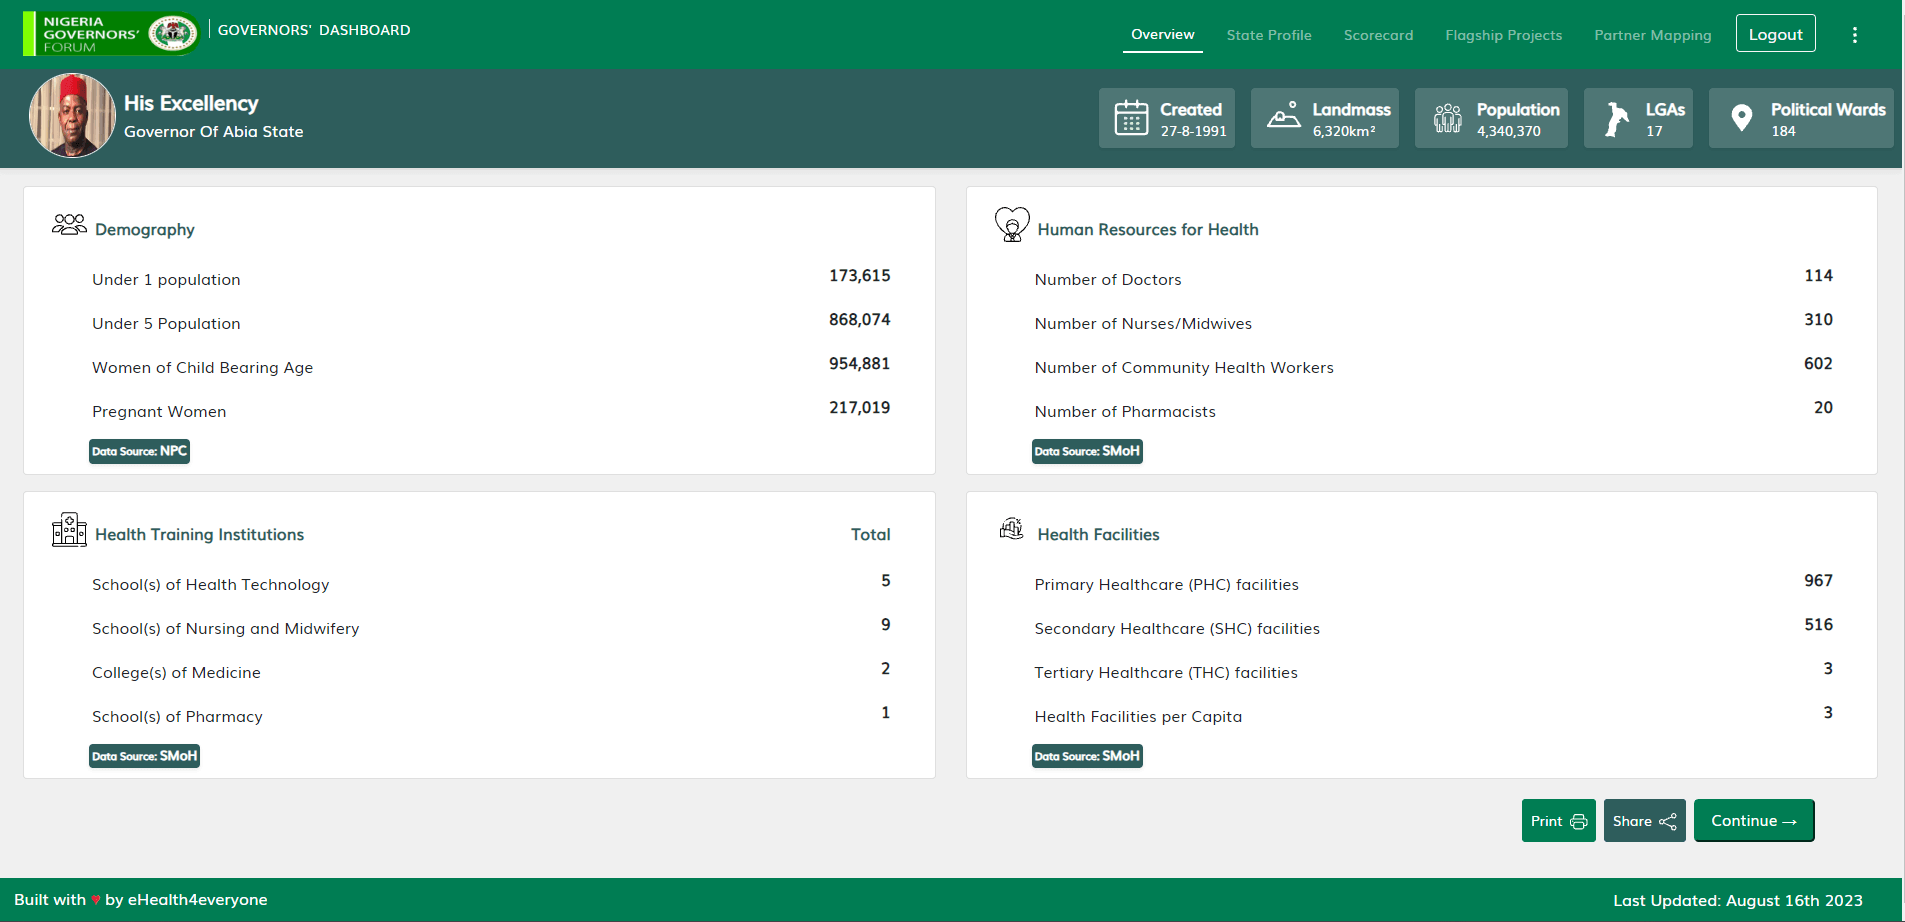 NIGERIA
GOVERNORS'
FORUM
GOVERNORS' DASHBOARD
Overview
State Profile
Scorecard
Flagship Projects
Partner Mapping
Logout
His Excellency
Governor Of Abia State
Created
27-8-1991
Landmass
6,320km²
Population
4,340,370
LGAs
17
Political Wards
184
Demography
Under 1 population 173,615
Under 5 Population 868,074
Women of Child Bearing Age 954,881
Pregnant Women 217,019
Data Source: NPC
Human Resources for Health
Number of Doctors 114
Number of Nurses/Midwives 310
Number of Community Health Workers 602
Number of Pharmacists 20
Data Source: SMoH
Health Training Institutions Total
School(s) of Health Technology 5
School(s) of Nursing and Midwifery 9
College(s) of Medicine 2
School(s) of Pharmacy 1
Data Source: SMoH
Health Facilities
Primary Healthcare (PHC) facilities 967
Secondary Healthcare (SHC) facilities 516
Tertiary Healthcare (THC) facilities 3
Health Facilities per Capita 3
Data Source: SMoH
Print
Share
Continue →
Built with ♥ by eHealth4everyone
Last Updated: August 16th 2023